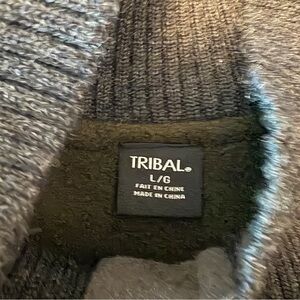 TRIBAL®
L/G
FAIT EN CHINE
MADE IN CHINA